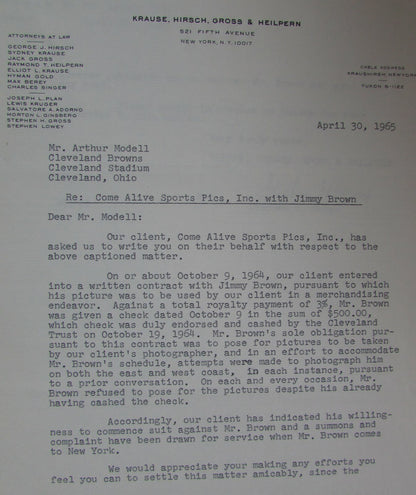 KRAUSE, HIRSCH, GROSS & HEILPERN
521 FIFTH AVENUE
NEW YORK, N.Y. 10017
ATTORNEYS AT LAW
GEORGE J. HIRSCH
SYDNEY KRAUSE
JACK GROSS
RAYMOND T. HEILPERN
ELLIOT L. KRAUSE
HYMAN GOLD
MAX BEREY
CHARLES SINGER
JOSEPH L. PLAN
LEWIS KRUGER
SALVATORE A. ADORNO
MORTON L. GINSBERG
STEPHEN H. GROSS
STEPHEN LOWEY
CABLE ADDRESS
KRAUSHIRSH, NEWYORK
YUKON 6-1122
April 30, 1965
Mr. Arthur Modell
Cleveland Browns
Cleveland Stadium
Cleveland, Ohio
Re: Come Alive Sports Pics, Inc. with Jimmy Brown
Dear Mr. Modell:
Our client, Come Alive Sports Pics, Inc., has
asked us to write you on their behalf with respect to the
above captioned matter.
On or about October 9, 1964, our client entered
into a written contract with Jimmy Brown, pursuant to which
his picture was to be used by our client in a merchandising
endeavor. Against a total royalty payment of 3%, Mr. Brown
was given a check dated October 9 in the sum of $500.00,
which check was duly endorsed and cashed by the Cleveland
Trust on October 19, 1964. Mr. Brown's sole obligation pur-
suant to this contract was to pose for pictures to be taken
by our client's photographer, and in an effort to accommodate
Mr. Brown's schedule, attempts were made to photograph him
on both the east and west coast, in each instance, pursuant
to a prior conversation. On each and every occasion, Mr.
Brown refused to pose for the pictures despite his already
having cashed the check.
Accordingly, our client has indicated his willing-
ness to commence suit against Mr. Brown and a summons and
complaint have been drawn for service when Mr. Brown comes
to New York.
We would appreciate your making any efforts you
feel you can to settle this matter amicably, since the